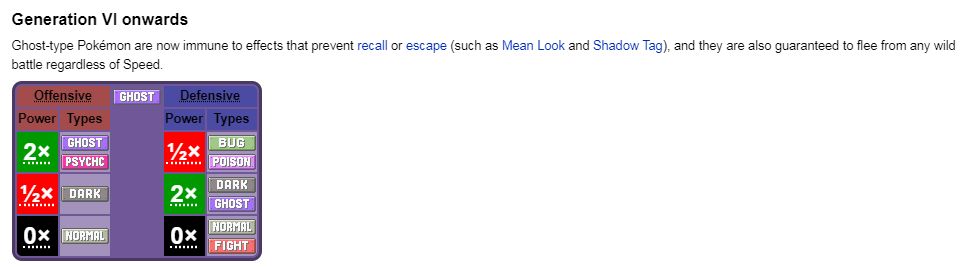 Generation VI onwards
Ghost-type Pokémon are now immune to effects that prevent recall or escape (such as Mean Look and Shadow Tag), and they are also guaranteed to flee from any wild
battle regardless of Speed.
Offensive GHOST Defensive
Power Types Power Types
2× GHOST PSYCHC ½× BUG POISON
½× DARK 2× DARK GHOST
0× NORMAL 0× NORMAL FIGHT